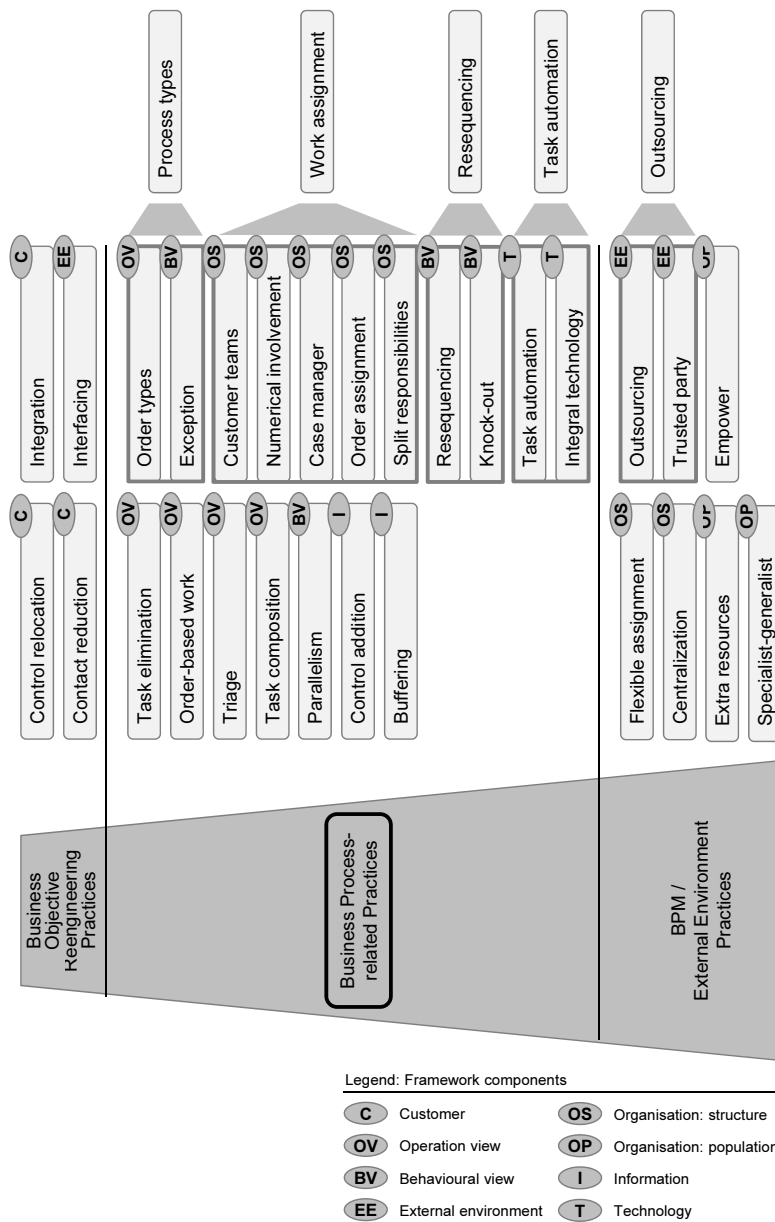 Business
Objective
Reengineering
Practices
Control relocation
C
Integration
C
Contact reduction
C
Interfacing
EE
Business Process-
related Practices
Task elimination
OV
Order types
OV
Process types
Order-based work
OV
Exception
BV
Triage
OV
Customer teams
OS
Task composition
OV
Numerical involvement
OS
Parallelism
BV
Case manager
OS
Work assignment
Control addition
I
Order assignment
OS
Buffering
I
Split responsibilities
OS
Resequencing
BV
Resequencing
Knock-out
BV
Task automation
T
Task automation
Integral technology
T
BPM /
External Environment
Practices
Flexible assignment
OS
Outsourcing
EE
Outsourcing
Centralization
OS
Trusted party
EE
Extra resources
Empower
Specialist-generalist
OP
Legend: Framework components
C Customer
OS Organisation: structure
OV Operation view
OP Organisation: population
BV Behavioural view
I Information
EE External environment
T Technology